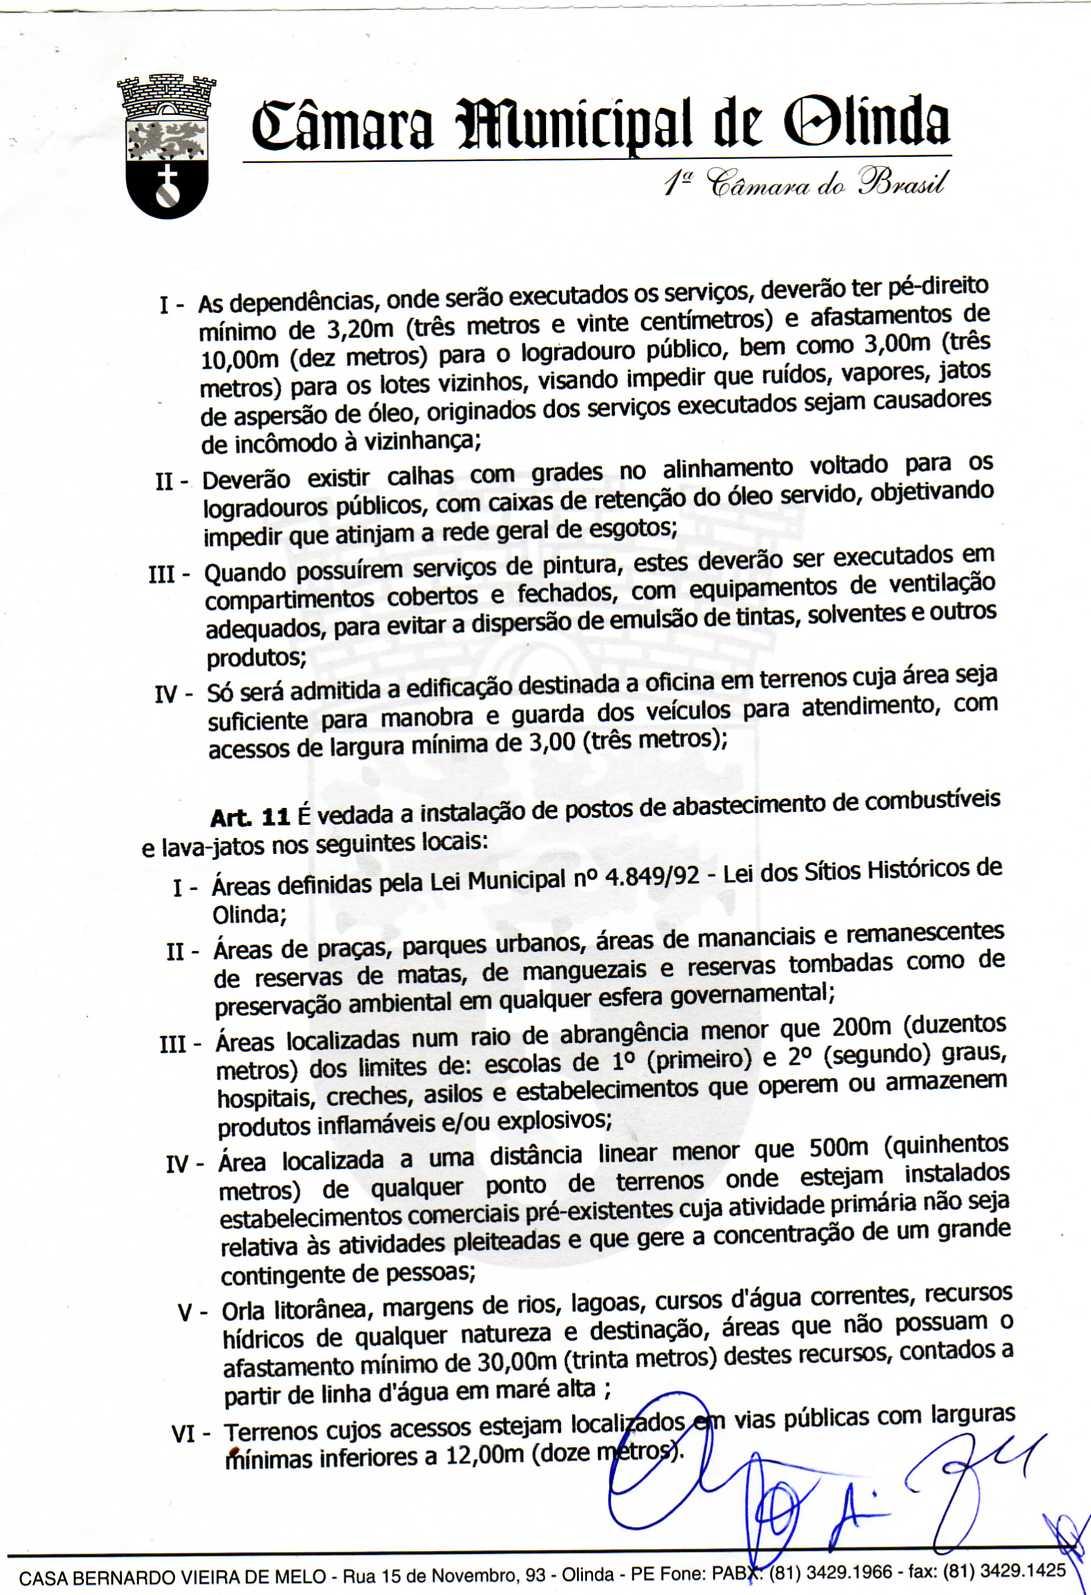 Câmara Municipal de Olinda
1ª Câmara do Brasil
I - As dependências, onde serão executados os serviços, deverão ter pé-direito
mínimo de 3,20m (três metros e vinte centímetros) e afastamentos de
10,00m (dez metros) para o logradouro público, bem como 3,00m (três
metros) para os lotes vizinhos, visando impedir que ruídos, vapores, jatos
de aspersão de óleo, originados dos serviços executados sejam causadores
de incômodo à vizinhança;
II - Deverão existir calhas com grades no alinhamento voltado para os
logradouros públicos, com caixas de retenção do óleo servido, objetivando
impedir que atinjam a rede geral de esgotos;
III - Quando possuírem serviços de pintura, estes deverão ser executados em
compartimentos cobertos e fechados, com equipamentos de ventilação
adequados, para evitar a dispersão de emulsão de tintas, solventes e outros
produtos;
IV - Só será admitida a edificação destinada a oficina em terrenos cuja área seja
suficiente para manobra e guarda dos veículos para atendimento, com
acessos de largura mínima de 3,00 (três metros);
Art. 11 É vedada a instalação de postos de abastecimento de combustíveis
e lava-jatos nos seguintes locais:
I - Áreas definidas pela Lei Municipal nº 4.849/92 - Lei dos Sítios Históricos de
Olinda;
II - Áreas de praças, parques urbanos, áreas de mananciais e remanescentes
de reservas de matas, de manguezais e reservas tombadas como de
preservação ambiental em qualquer esfera governamental;
III - Áreas localizadas num raio de abrangência menor que 200m (duzentos
metros) dos limites de: escolas de 1º (primeiro) e 2º (segundo) graus,
hospitais, creches, asilos e estabelecimentos que operem ou armazenem
produtos inflamáveis e/ou explosivos;
IV - Área localizada a uma distância linear menor que 500m (quinhentos
metros) de qualquer ponto de terrenos onde estejam instalados
estabelecimentos comerciais pré-existentes cuja atividade primária não seja
relativa às atividades pleiteadas e que gere a concentração de um grande
contingente de pessoas;
V - Orla litorânea, margens de rios, lagoas, cursos d'água correntes, recursos
hídricos de qualquer natureza e destinação, áreas que não possuam o
afastamento mínimo de 30,00m (trinta metros) destes recursos, contados a
partir de linha d'água em maré alta ;
VI - Terrenos cujos acessos estejam localizados em vias públicas com larguras
mínimas inferiores a 12,00m (doze metros).
CASA BERNARDO VIEIRA DE MELO - Rua 15 de Novembro, 93 - Olinda - PE Fone: PABX: (81) 3429.1966 - fax: (81) 3429.1425